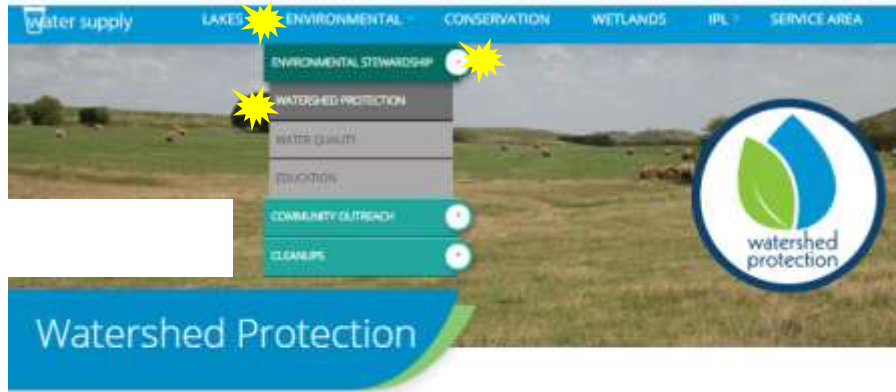 water supply
LAKES ENVIRONMENTAL CONSERVATION WETLANDS IPL SERVICE AREA
ENVIRONMENTAL STEWARDSHIP
WATERSHED PROTECTION
WATER QUALITY
EDUCATION
COMMUNITY OUTREACH
CLEANUPS
watershed
protection
Watershed Protection